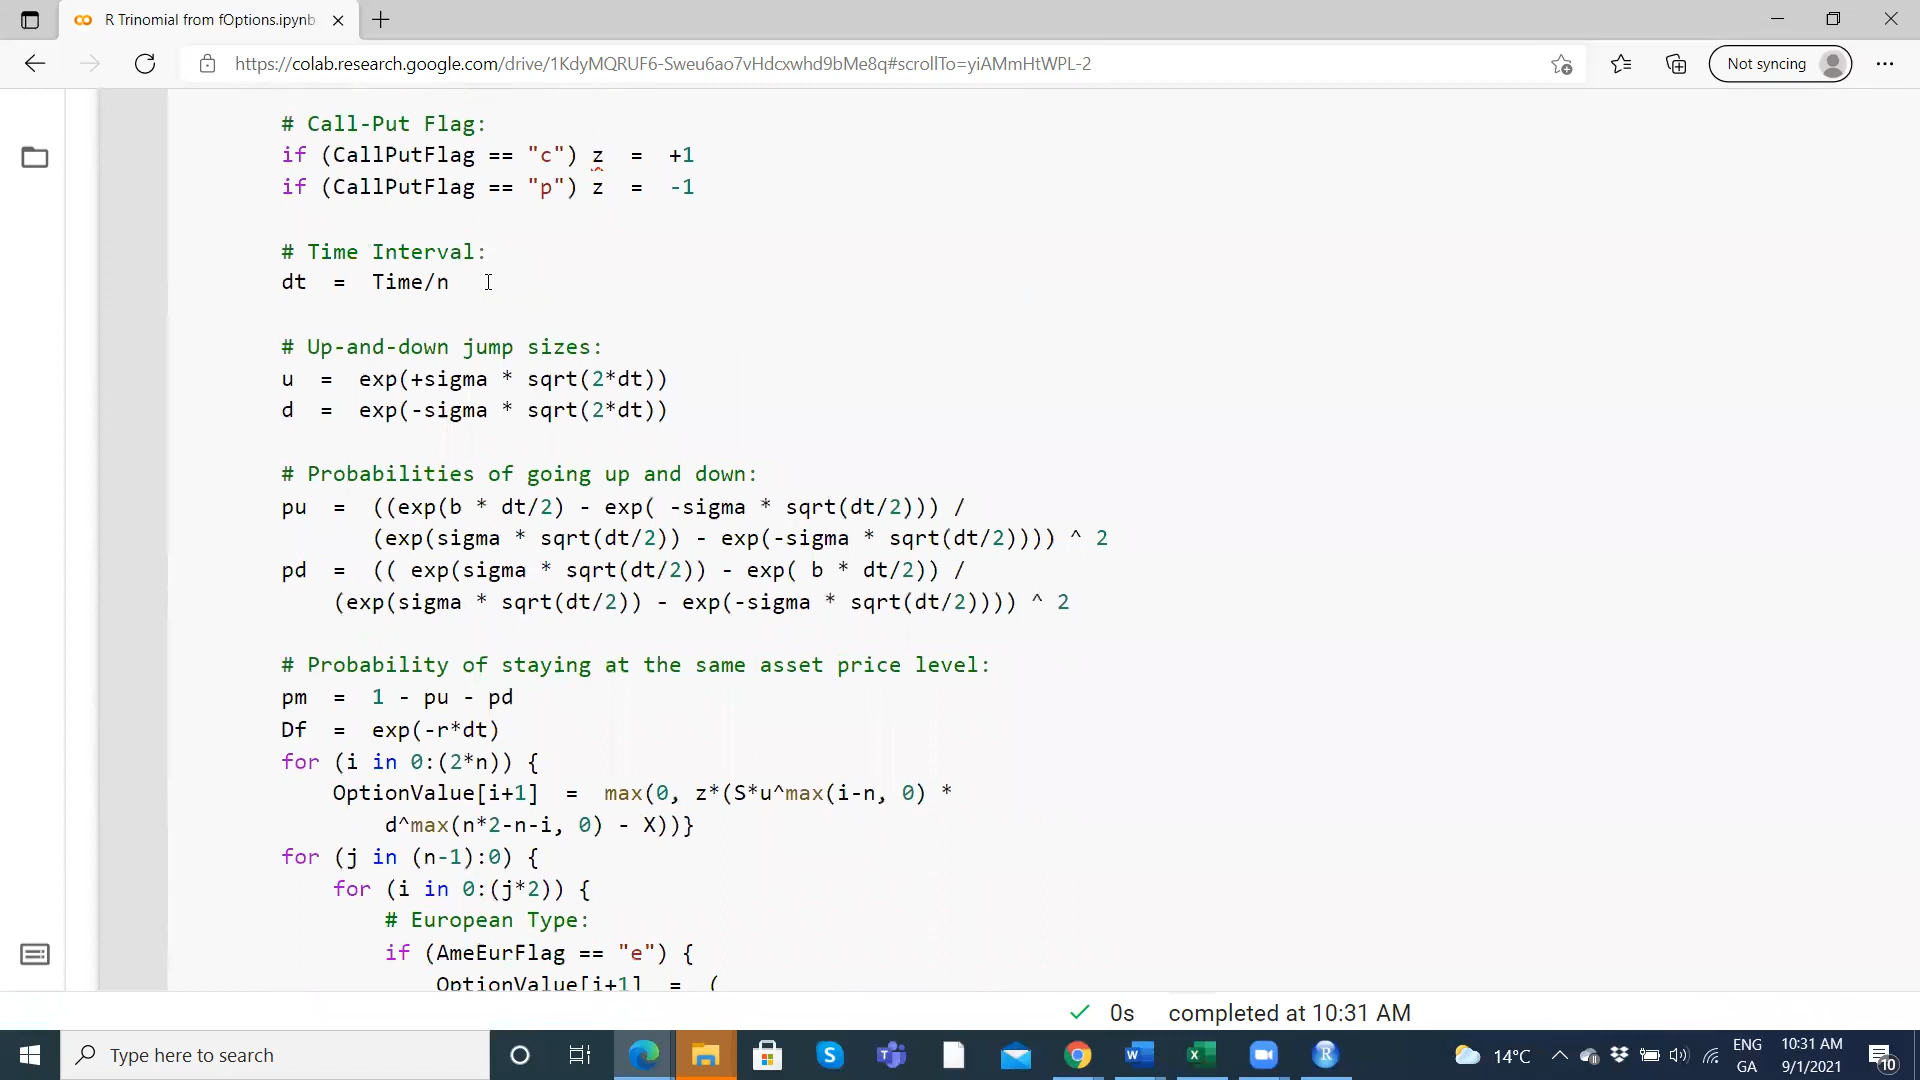 R Trinomial from fOptions.ipynb
https://colab.research.google.com/drive/1KdyMQRUF6-Sweu6ao7vHdcxwhd9bMe8q#scrollTo=yiAMmHtWPL-2
Not syncing
# Call-Put Flag:
if (CallPutFlag == "c") z = +1
if (CallPutFlag == "p") z = -1
# Time Interval:
dt = Time/n
# Up-and-down jump sizes:
u = exp(+sigma * sqrt(2*dt))
d = exp(-sigma * sqrt(2*dt))
# Probabilities of going up and down:
pu = ((exp(b * dt/2) - exp( -sigma * sqrt(dt/2))) /
(exp(sigma * sqrt(dt/2)) - exp(-sigma * sqrt(dt/2)))) ^ 2
pd = (( exp(sigma * sqrt(dt/2)) - exp( b * dt/2)) /
(exp(sigma * sqrt(dt/2)) - exp(-sigma * sqrt(dt/2)))) ^ 2
# Probability of staying at the same asset price level:
pm = 1 - pu - pd
Df = exp(-r*dt)
for (i in 0:(2*n)) {
OptionValue[i+1] = max(0, z*(S*u^max(i-n, 0) *
d^max(n*2-n-i, 0) - X))}
for (j in (n-1):0) {
for (i in 0:(j*2)) {
# European Type:
if (AmeEurFlag == "e") {
OptionValue[i+1] = (
0s completed at 10:31 AM
Type here to search
14°C
ENG
GA
10:31 AM
9/1/2021
10